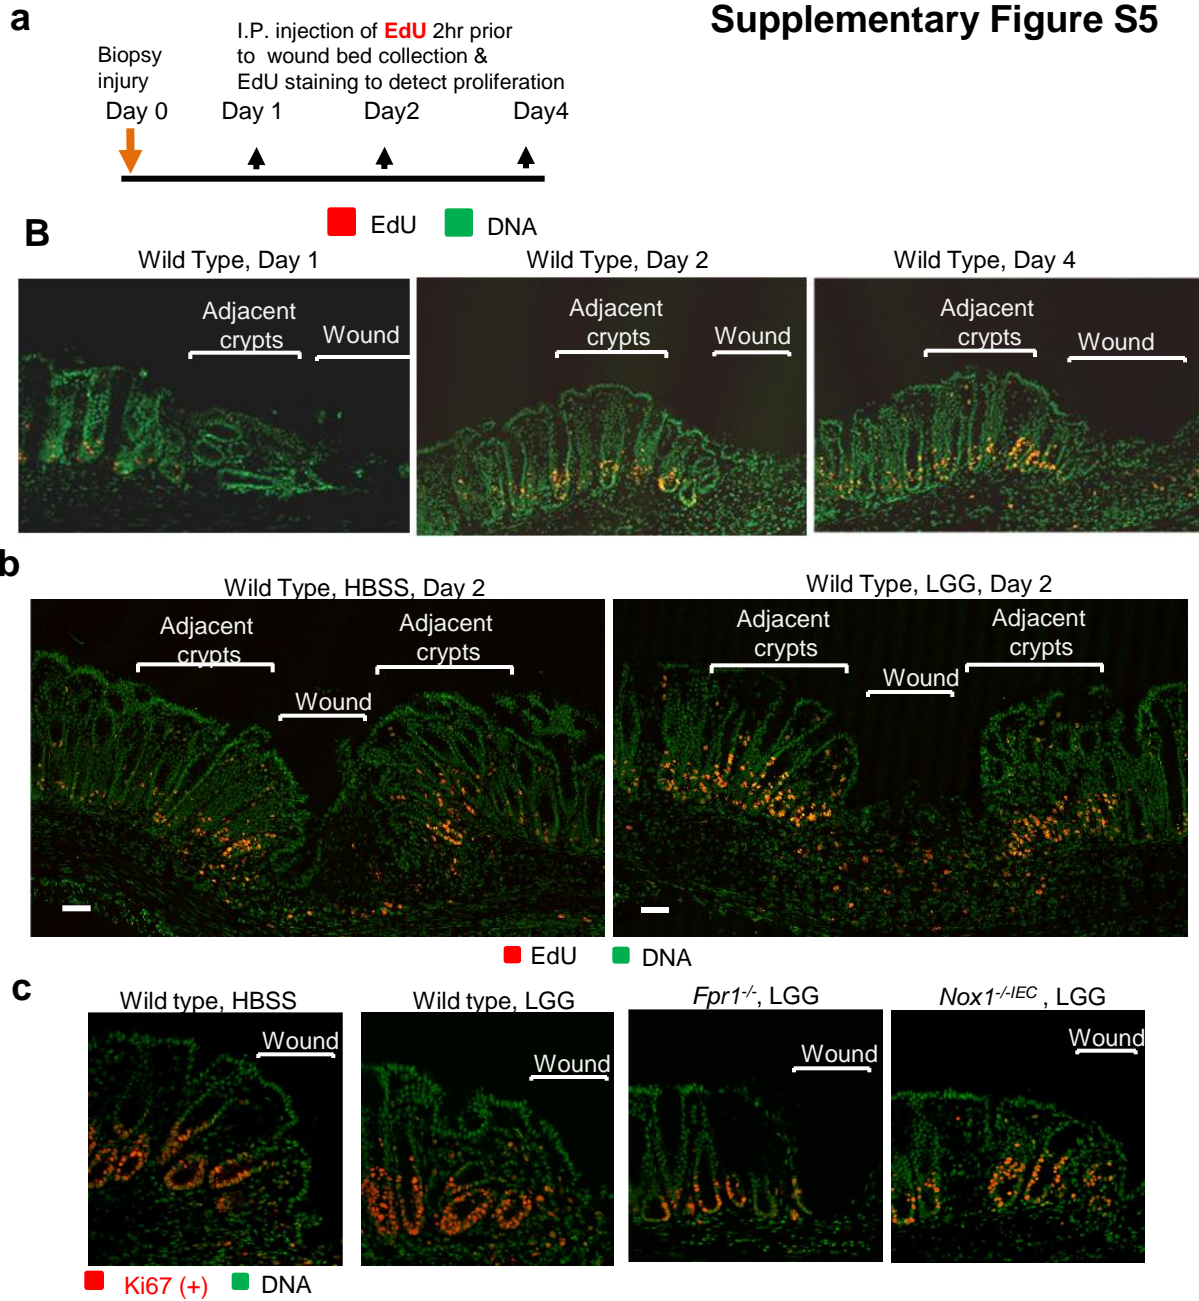 a
Supplementary Figure S5
I.P. injection of EdU 2hr prior
to wound bed collection &
EdU staining to detect proliferation
Biopsy
injury
Day 0
Day 1
Day2
Day4
EdU
DNA
B
Wild Type, Day 1
Wild Type, Day 2
Wild Type, Day 4
Adjacent
crypts
Wound
Adjacent
crypts
Wound
Adjacent
crypts
Wound
b
Wild Type, HBSS, Day 2
Wild Type, LGG, Day 2
Adjacent
crypts
Wound
Adjacent
crypts
Adjacent
crypts
Wound
Adjacent
crypts
EdU
DNA
c
Wild type, HBSS
Wild type, LGG
Fpr1-/-, LGG
Nox1-/-IEC , LGG
Wound
Wound
Wound
Wound
Ki67 (+)
DNA